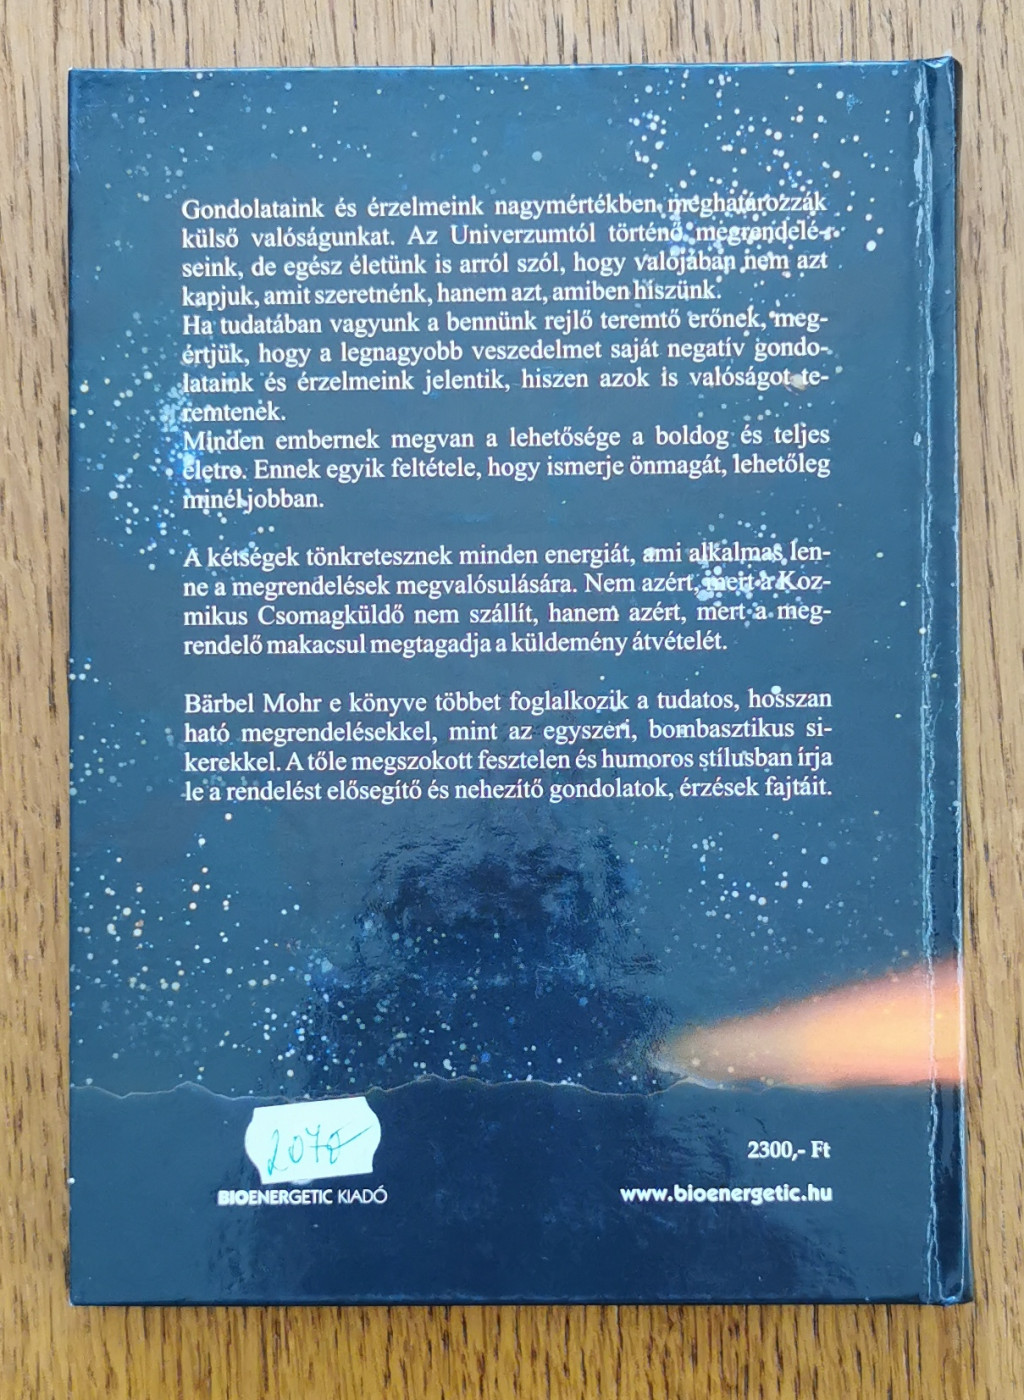 Gondolataink és érzelmeink nagymértékben meghatározzák
külső valóságunkat. Az Univerzumtól történő megrendelé-
seink, de egész életünk is arról szól, hogy valójában nem azt
kapjuk, amit szeretnénk, hanem azt, amiben hiszünk.
Ha tudatában vagyunk a bennünk rejlő teremtő erőnek, meg-
értjük, hogy a legnagyobb veszedelmet saját negatív gondo-
lataink és érzelmeink jelentik, hiszen azok is valóságot te-
remtenek.
Minden embernek megvan a lehetősége a boldog és teljes
életre. Ennek egyik feltétele, hogy ismerje önmagát, lehetőleg
minél jobban.
A kétségek tönkretesznek minden energiát, ami alkalmas len-
ne a megrendelések megvalósulására. Nem azért, mert a Koz-
mikus Csomagküldő nem szállít, hanem azért, mert a meg-
rendelő makacsul megtagadja a küldemény átvételét.
Bärbel Mohr e könyve többet foglalkozik a tudatos, hosszan
ható megrendelésekkel, mint az egyszeri, bombasztikus si-
kerekkel. A tőle megszokott fesztelen és humoros stílusban írja
le a rendelést elősegítő és nehezítő gondolatok, érzések fajtáit.
2070
2300,- Ft
BIOENERGETIC KIADÓ
www.bioenergetic.hu